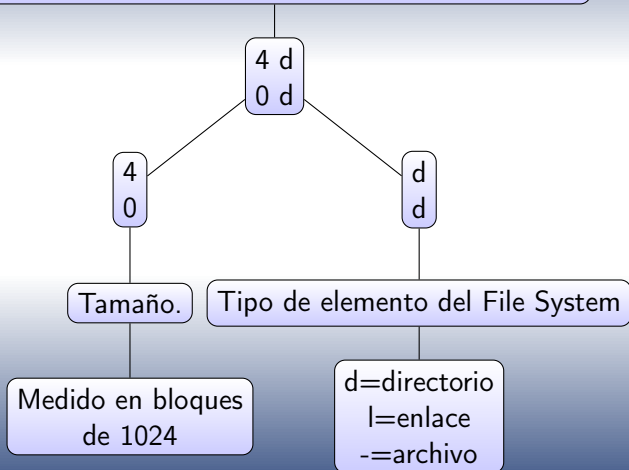 4 d
0 d
4
0
d
d
Tamaño.
Tipo de elemento del File System
Medido en bloques
de 1024
d=directorio
l=enlace
-=archivo